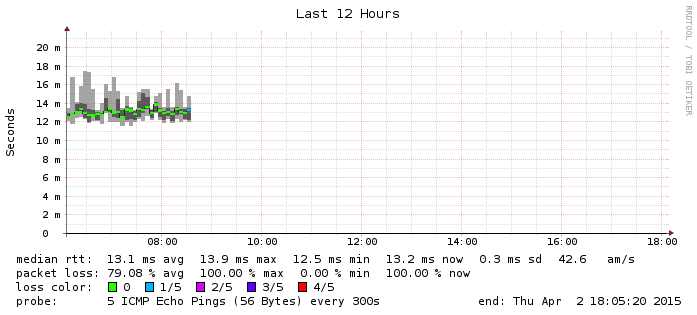 Last 12 Hours
RRDTOOL / TOBI OETIKER
Seconds
20 m
18 m
16 m
14 m
12 m
10 m
8 m
6 m
4 m
2 m
0
08:00 10:00 12:00 14:00 16:00 18:00
median rtt: 13.1 ms avg 13.9 ms max 12.5 ms min 13.2 ms now 0.3 ms sd 42.6 am/s
packet loss: 79.08 % avg 100.00 % max 0.00 % min 100.00 % now
loss color: 0 1/5 2/5 3/5 4/5
probe: 5 ICMP Echo Pings (56 Bytes) every 300s end: Thu Apr 2 18:05:20 2015